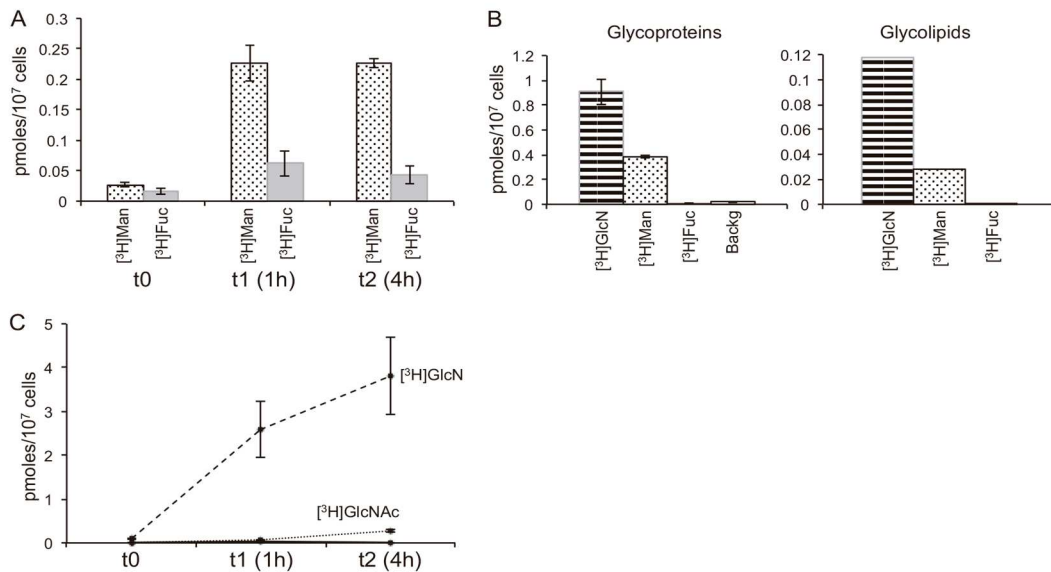 A
pmoles/10⁷ cells
0.3
0.25
0.2
0.15
0.1
0.05
0
[³H]Man
[³H]Fuc
[³H]Man
[³H]Fuc
[³H]Man
[³H]Fuc
t0
t1 (1h)
t2 (4h)
B
Glycoproteins
pmoles/10⁷ cells
1.2
1
0.8
0.6
0.4
0.2
0
[³H]GlcN
[³H]Man
[³H]Fuc
Backg
Glycolipids
0.12
0.1
0.08
0.06
0.04
0.02
0
[³H]GlcN
[³H]Man
[³H]Fuc
C
pmoles/10⁷ cells
5
4
3
2
1
0
[³H]GlcN
[³H]GlcNAc
t0
t1 (1h)
t2 (4h)